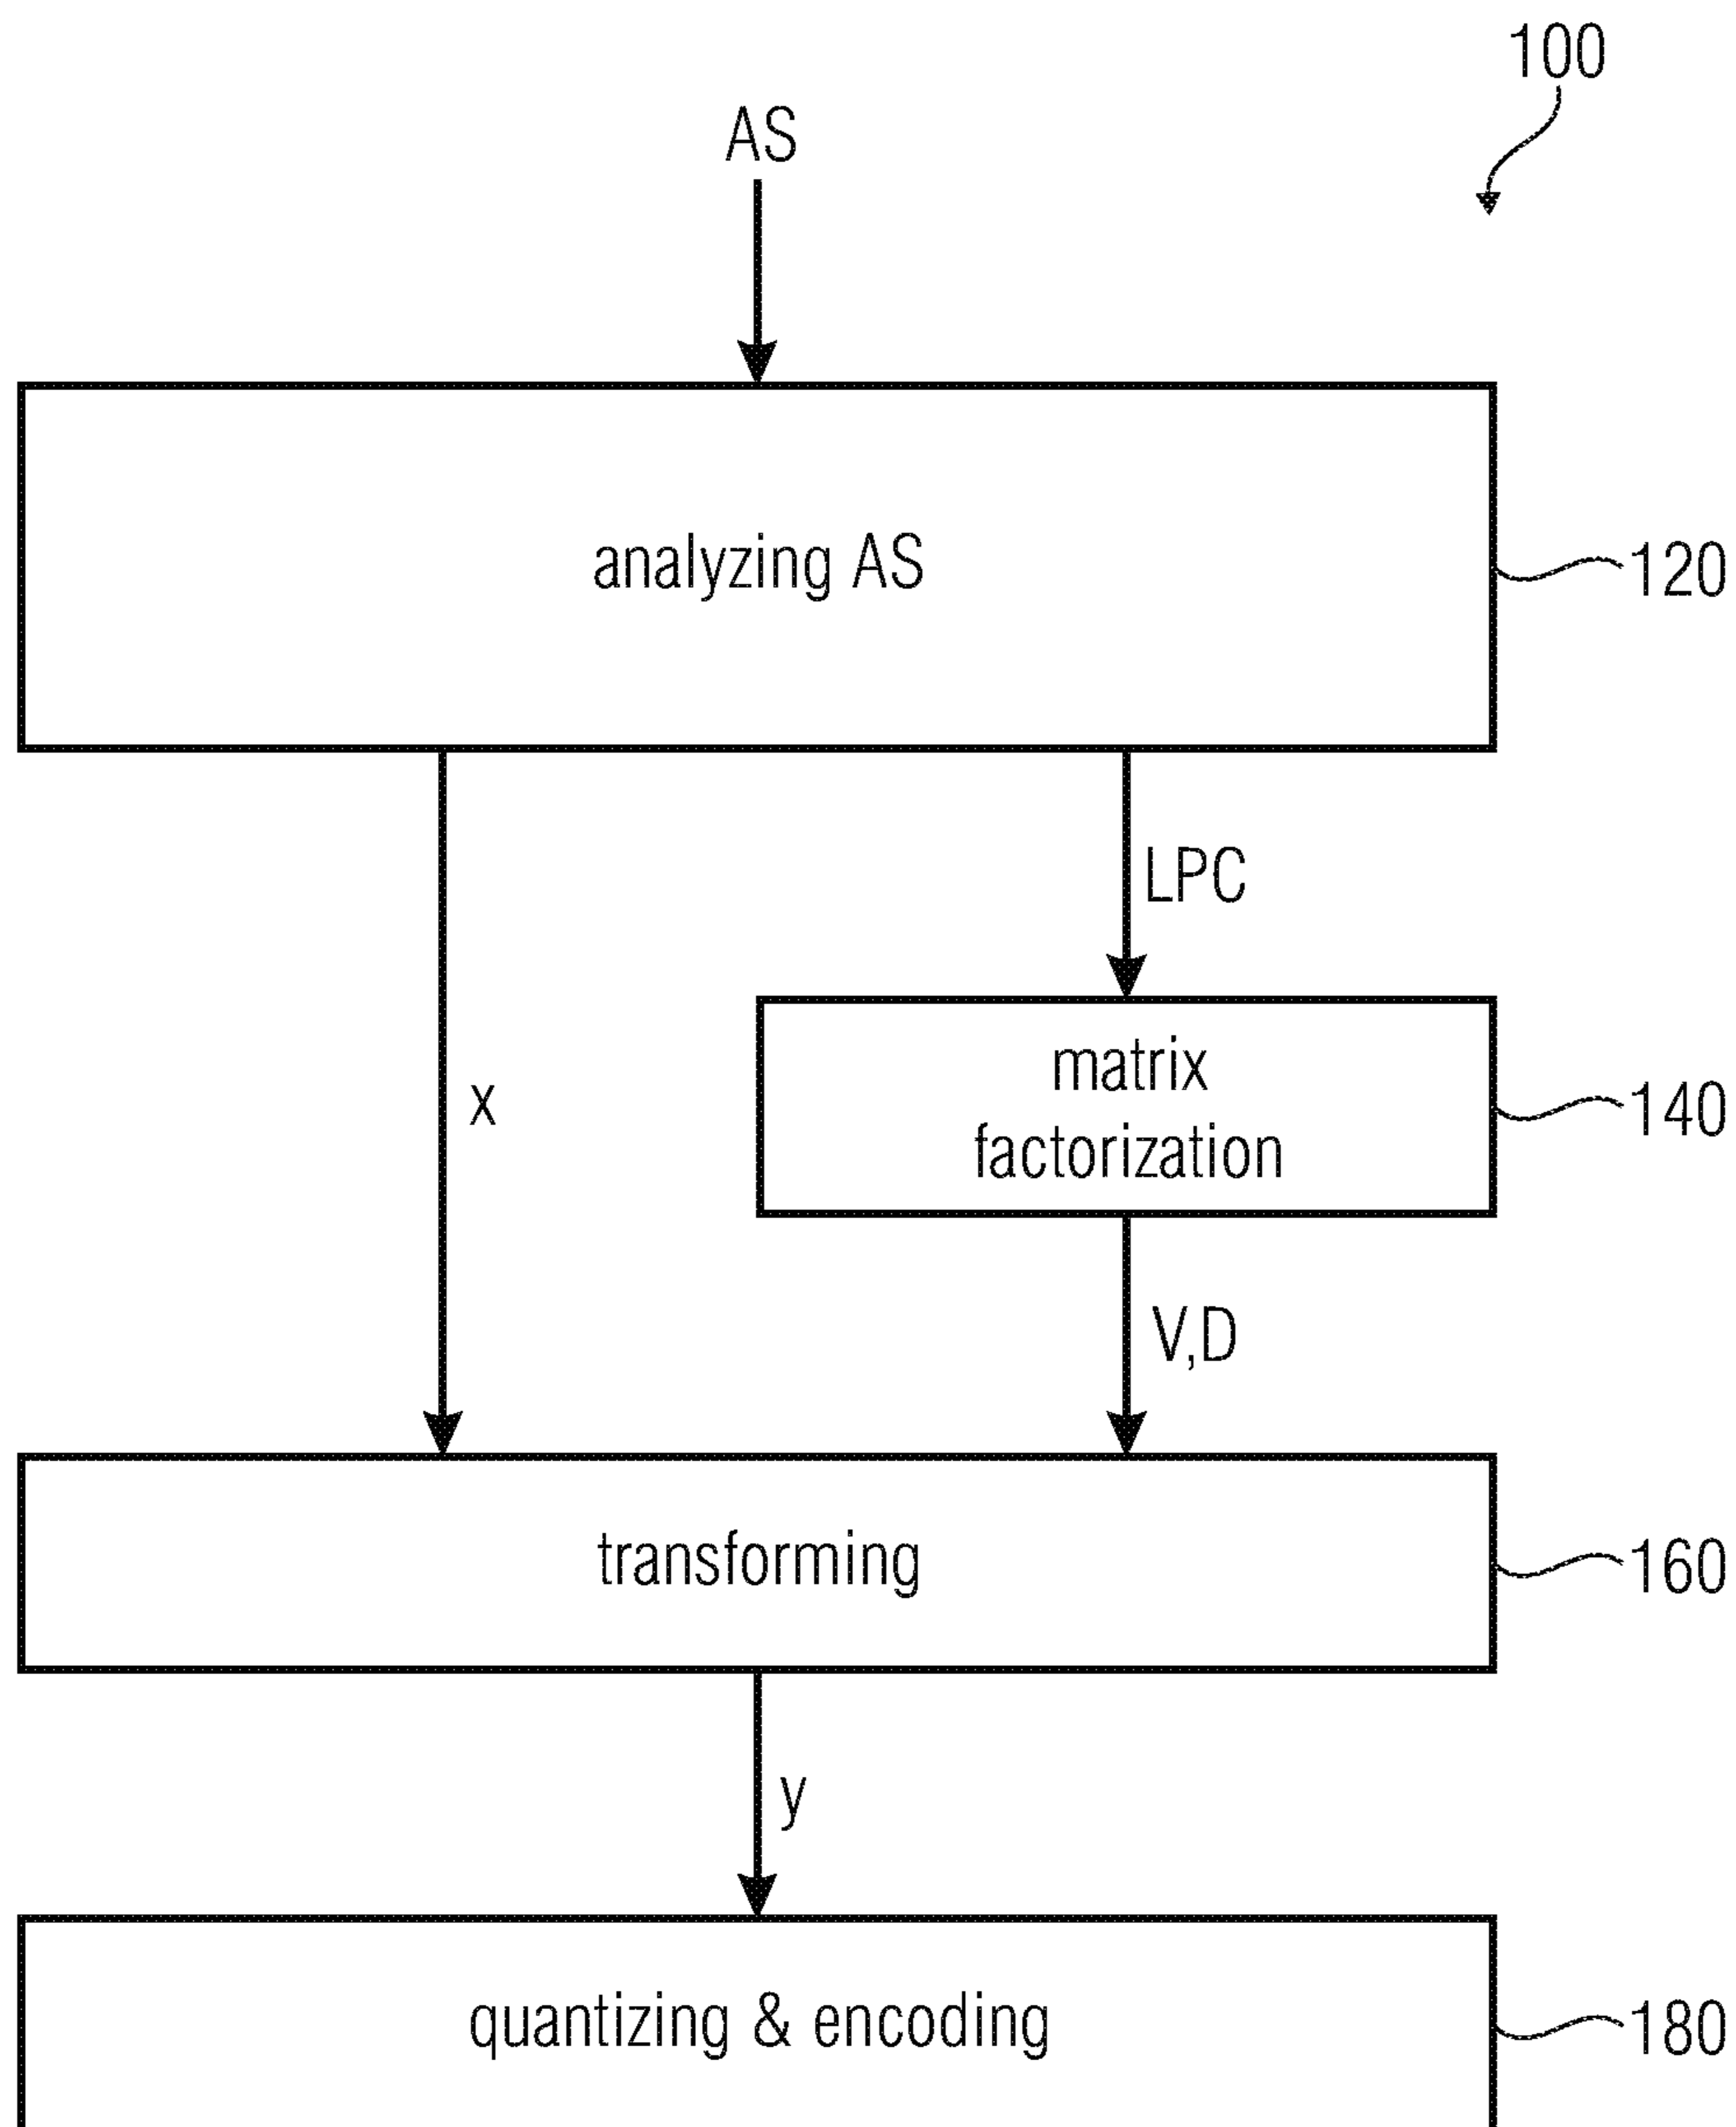 100
AS
analyzing AS
120
LPC
x
matrix
factorization
140
V,D
transforming
160
y
quantizing & encoding
180